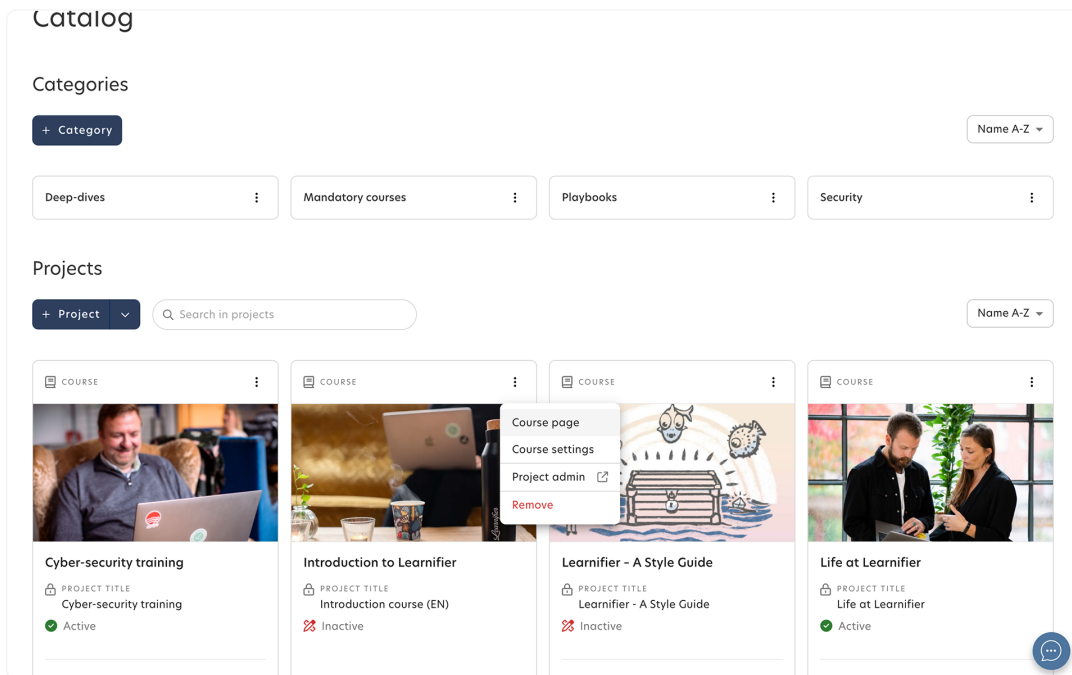 Catalog
Categories
+ Category
Name A-Z
Deep-dives
Mandatory courses
Playbooks
Security
Projects
+ Project
Search in projects
Name A-Z
COURSE
COURSE
COURSE
COURSE
Course page
Course settings
Project admin
Remove
Learnifier
Cyber-security training
Introduction to Learnifier
Learnifier – A Style Guide
Life at Learnifier
PROJECT TITLE
PROJECT TITLE
PROJECT TITLE
PROJECT TITLE
Cyber-security training
Introduction course (EN)
Learnifier - A Style Guide
Life at Learnifier
Active
Inactive
Inactive
Active